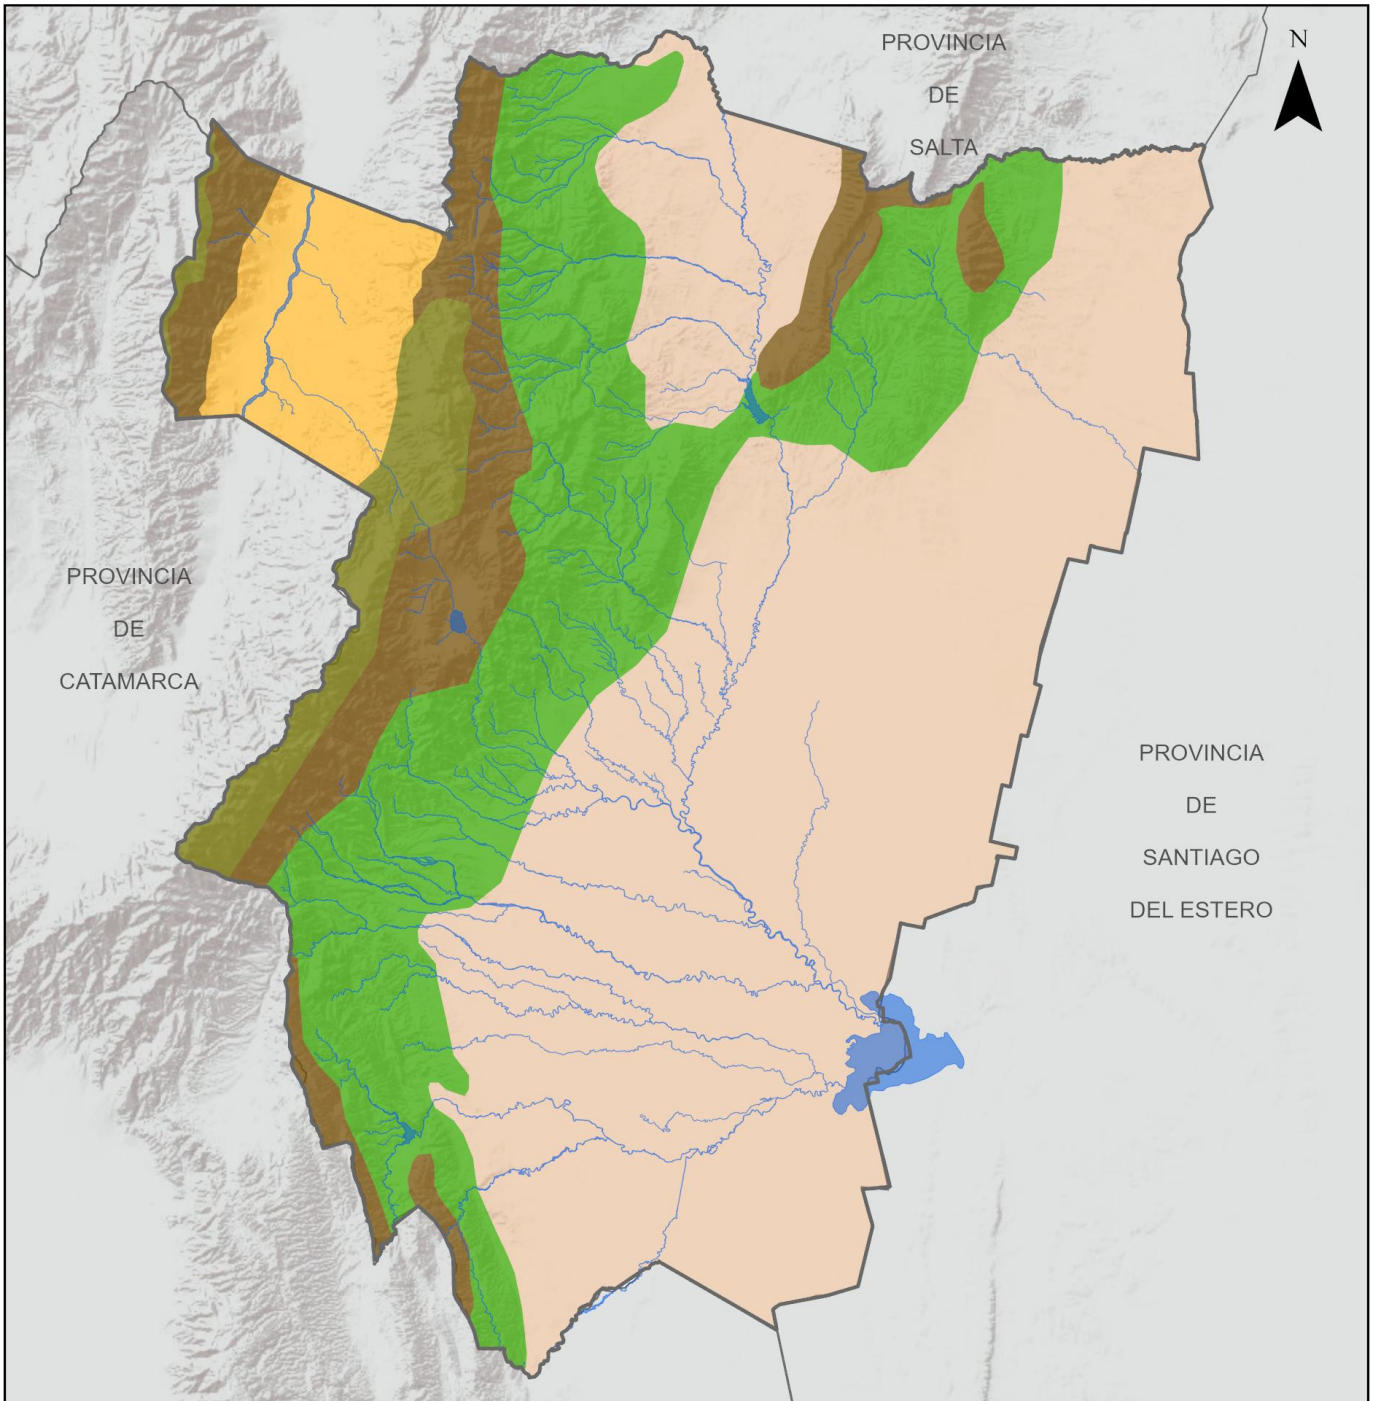 PROVINCIA
DE
SALTA
N
PROVINCIA
DE
CATAMARCA
PROVINCIA
DE
SANTIAGO
DEL ESTERO